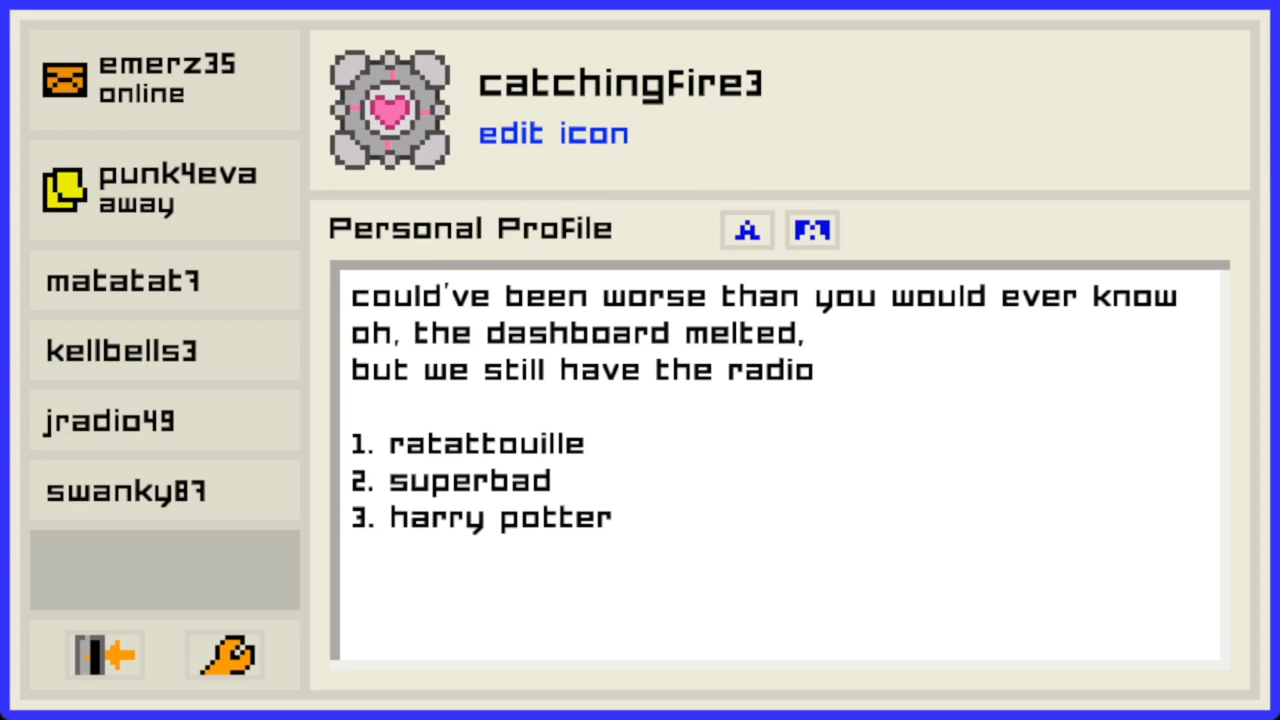 emerz35
online
punk4eva
away
matatat7
kellbells3
jradio49
swanky87
catchingfire3
edit icon
Personal Profile
A
could've been worse than you would ever know
oh, the dashboard melted,
but we still have the radio
1. ratattouille
2. superbad
3. harry potter